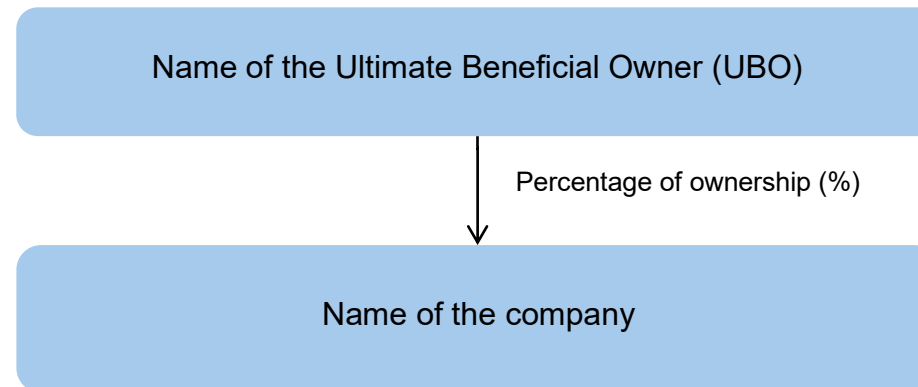 Name of the Ultimate Beneficial Owner (UBO)
Percentage of ownership (%)
Name of the company